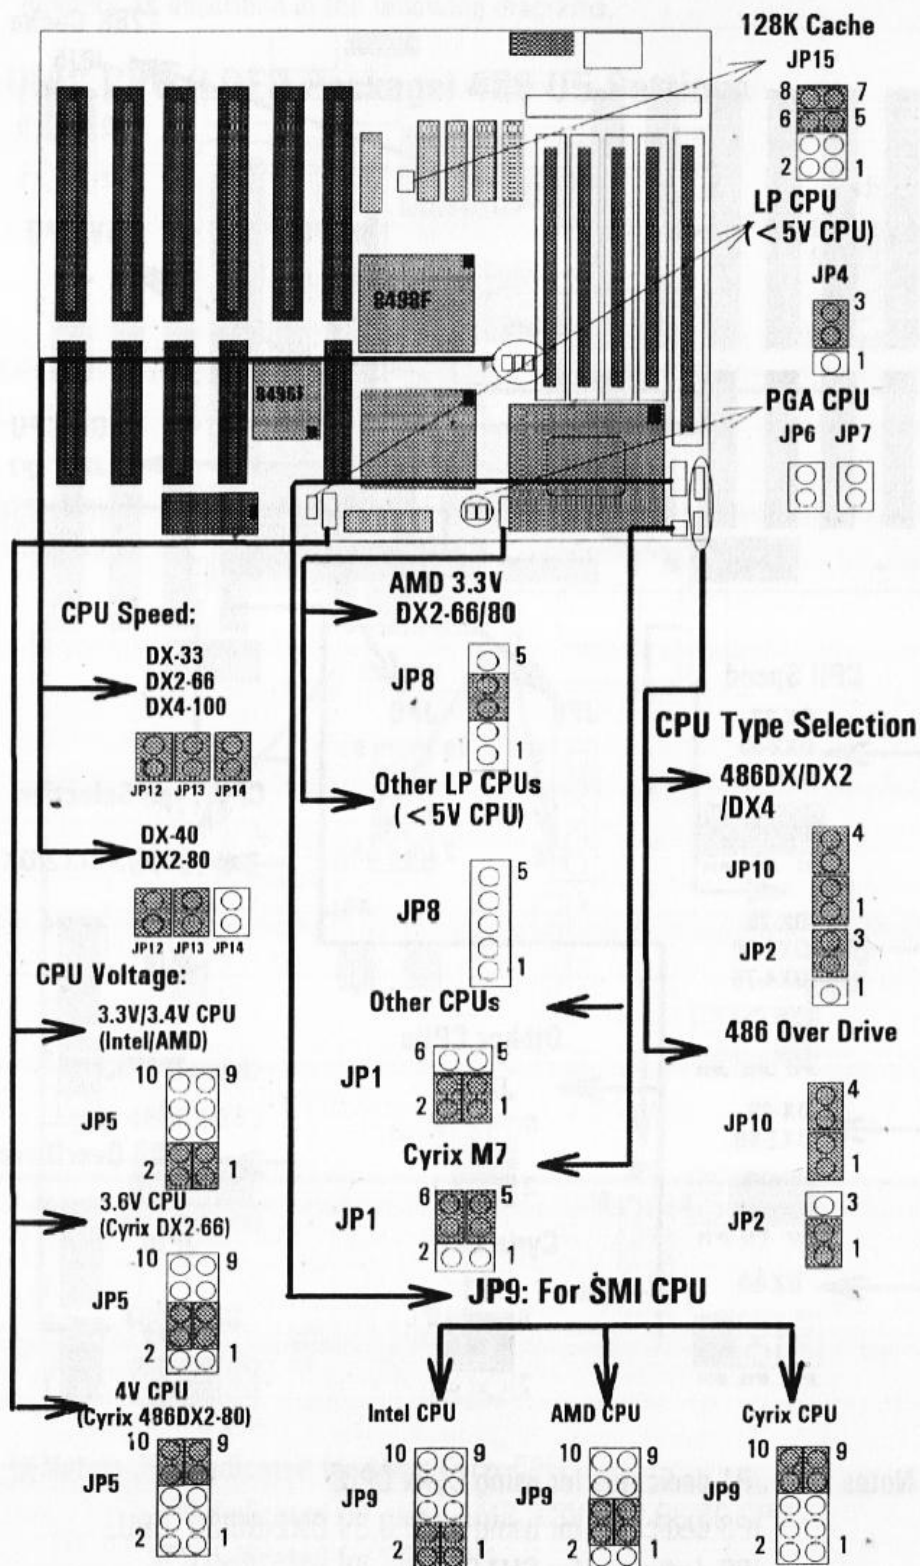 128K Cache
JP15
8 7
6 5
2 1
LP CPU
(< 5V CPU)
JP4
3
1
PGA CPU
JP6 JP7
8498F
8496F
CPU Speed:
DX-33
DX2-66
DX4-100
JP12 JP13 JP14
DX-40
DX2-80
JP12 JP13 JP14
CPU Voltage:
3.3V/3.4V CPU
(Intel/AMD)
10 9
JP5
2 1
3.6V CPU
(Cyrix DX2-66)
10 9
JP5
2 1
4V CPU
(Cyrix 486DX2-80)
10 9
JP5
2 1
AMD 3.3V
DX2-66/80
5
JP8
1
Other LP CPUs
(< 5V CPU)
5
JP8
1
Other CPUs
6 5
JP1
2 1
Cyrix M7
6 5
JP1
2 1
CPU Type Selection
486DX/DX2
/DX4
4
JP10
1
3
JP2
1
486 Over Drive
4
JP10
1
3
JP2
1
JP9: For SMI CPU
Intel CPU
10 9
JP9
2 1
AMD CPU
10 9
JP9
2 1
Cyrix CPU
10 9
JP9
2 1